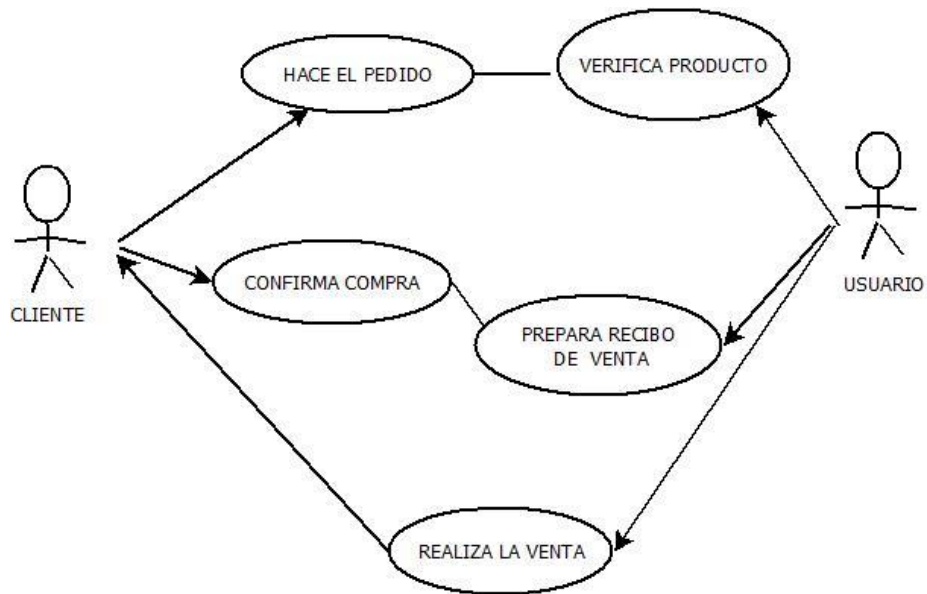 HACE EL PEDIDO
VERIFICA PRODUCTO
CLIENTE
CONFIRMA COMPRA
USUARIO
PREPARA RECIBO
DE VENTA
REALIZA LA VENTA